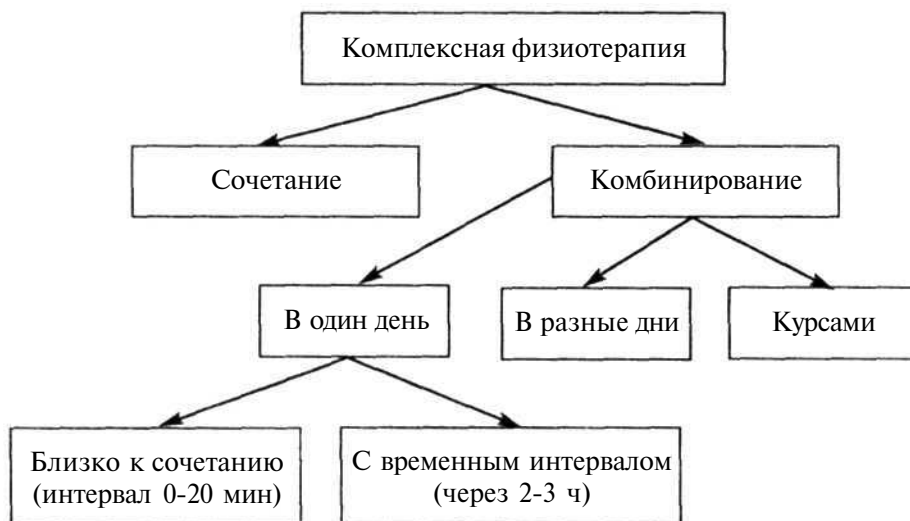 Комплексная физиотерапия
Сочетание
Комбинирование
В один день
В разные дни
Курсами
Близко к сочетанию
(интервал 0-20 мин)
С временным интервалом
(через 2-3 ч)